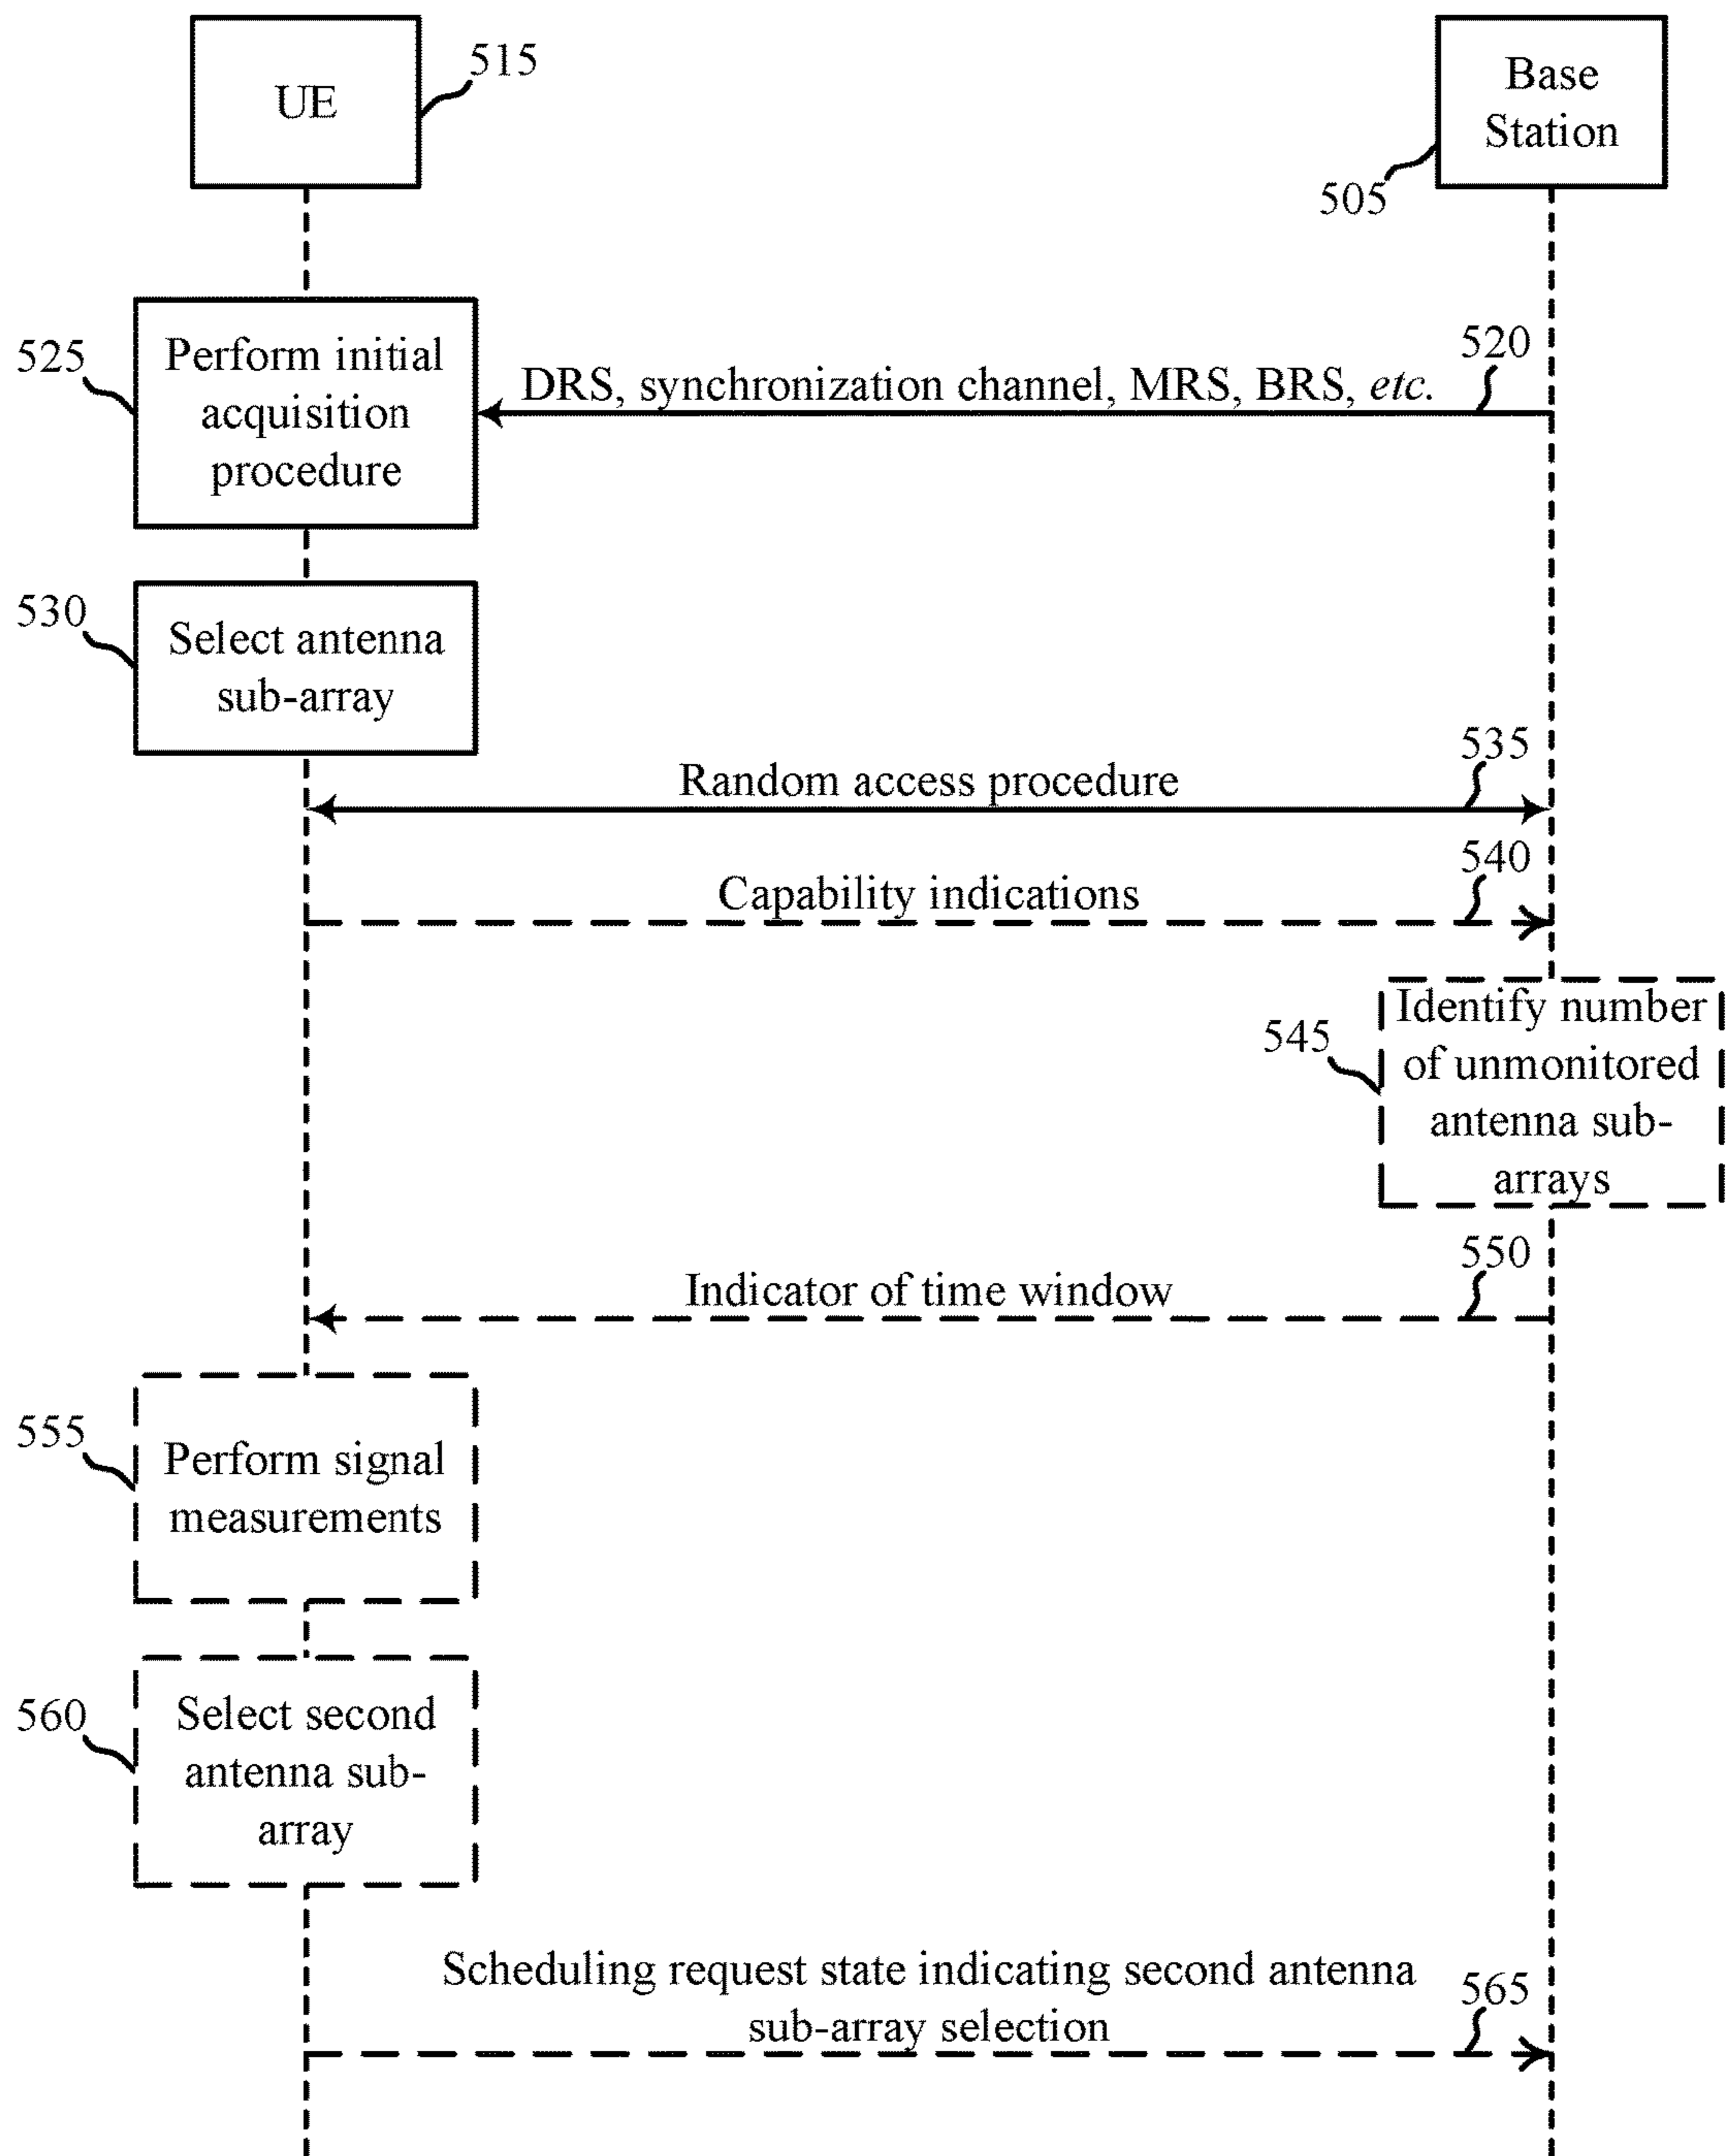 UE
515
Base
Station
505
520
525
Perform initial
acquisition
procedure
DRS, synchronization channel, MRS, BRS, etc.
530
Select antenna
sub-array
535
Random access procedure
540
Capability indications
545
Identify number
of unmonitored
antenna sub-
arrays
550
Indicator of time window
555
Perform signal
measurements
560
Select second
antenna sub-
array
Scheduling request state indicating second antenna
sub-array selection
565